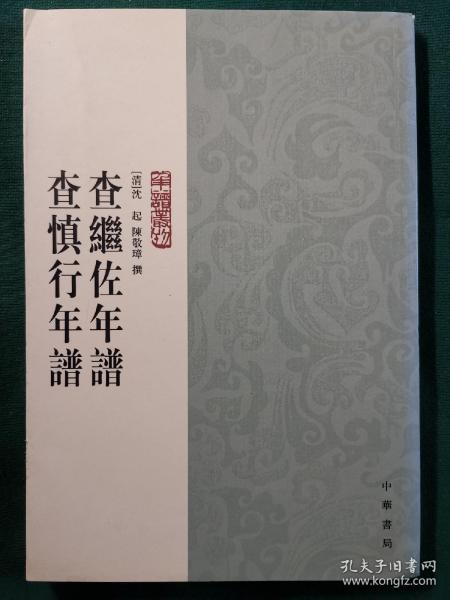 查繼佐年譜
查慎行年譜
[清]沈 起 陳敬璋 撰
年譜叢刊
中華書局
孔夫子旧书网
www.kongfz.com